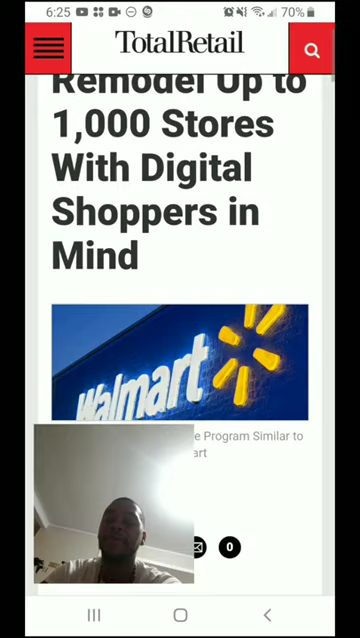 6:25
70%
TotalRetail
Remodel Up to
1,000 Stores
With Digital
Shoppers in
Mind
Walmart
e Program Similar to
art
0